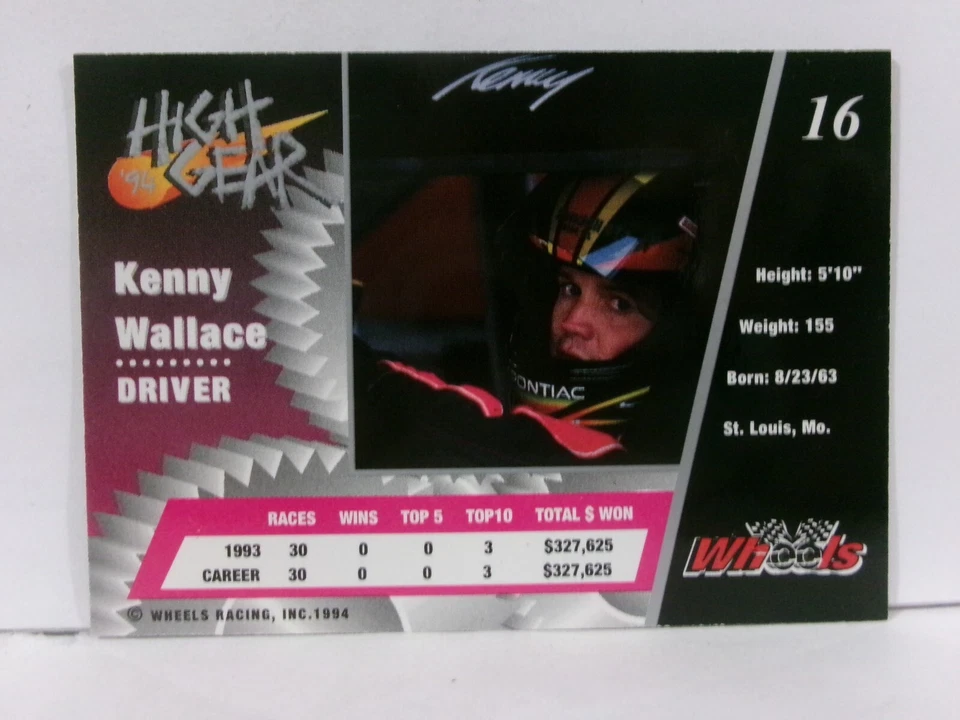 HIGH
'94 GEAR
Kenny
Wallace
DRIVER
Kenny
PONTIAC
16
Height: 5'10"
Weight: 155
Born: 8/23/63
St. Louis, Mo.
RACES WINS TOP 5 TOP10 TOTAL $ WON
1993 30 0 0 3 $327,625
CAREER 30 0 0 3 $327,625
Wheels
© WHEELS RACING, INC.1994